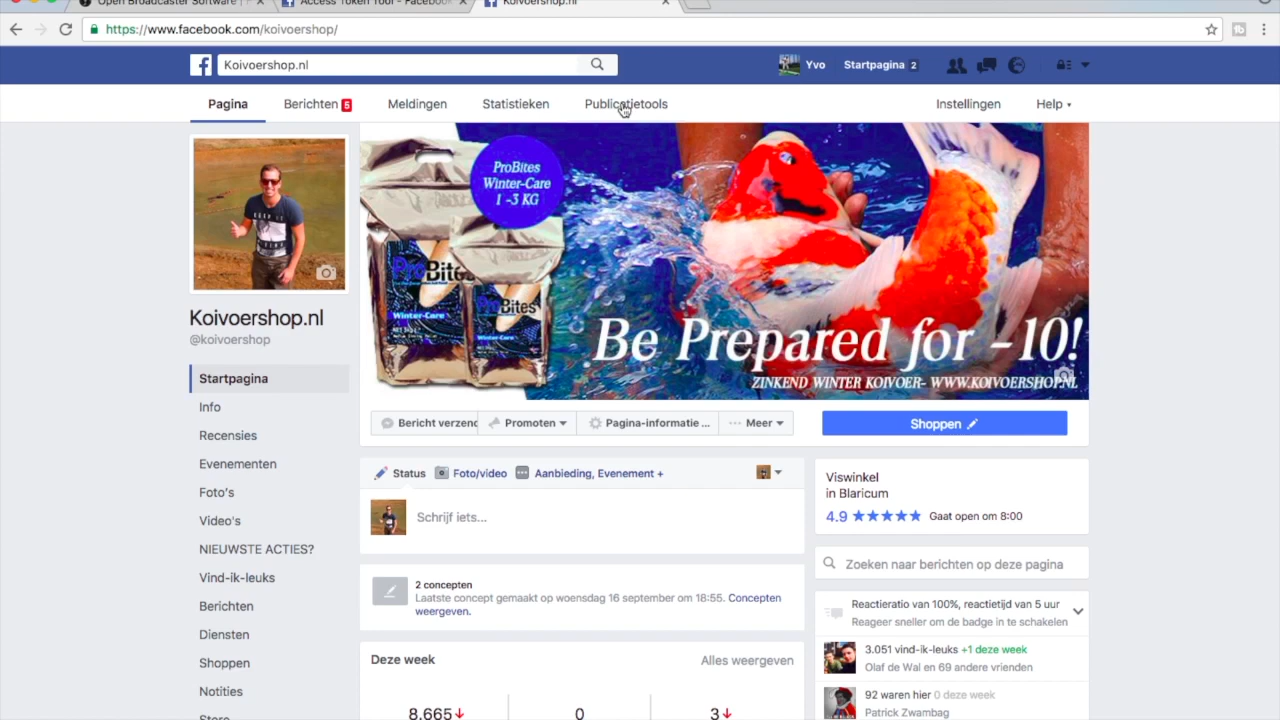 Open Broadcaster Software |
Access Token Tool - Facebook
Koivoershop.nl
https://www.facebook.com/koivoershop/
Koivoershop.nl
Yvo
Startpagina 2
Pagina
Berichten 5
Meldingen
Statistieken
Publicatietools
Instellingen
Help
ProBites
Winter-Care
1 -3 KG
ProBites
Winter-Care
ProBites
Winter-Care
Be Prepared for -10!
ZINKEND WINTER KOIVOER- WWW.KOIVOERSHOP.NL
Koivoershop.nl
@koivoershop
Startpagina
Info
Recensies
Evenementen
Foto's
Video's
NIEUWSTE ACTIES?
Vind-ik-leuks
Berichten
Diensten
Shoppen
Notities
Store
Bericht verzend
Promoten
Pagina-informatie ...
Meer
Shoppen
Status
Foto/video
Aanbieding, Evenement +
Schrijf iets...
2 concepten
Laatste concept gemaakt op woensdag 16 september om 18:55. Concepten
weergeven.
Deze week
Alles weergeven
8.665
0
3
Viswinkel
in Blaricum
4.9 ★★★★★ Gaat open om 8:00
Zoeken naar berichten op deze pagina
Reactieratio van 100%, reactietijd van 5 uur
Reageer sneller om de badge in te schakelen
3.051 vind-ik-leuks +1 deze week
Olaf de Wal en 69 andere vrienden
92 waren hier 0 deze week
Patrick Zwambag